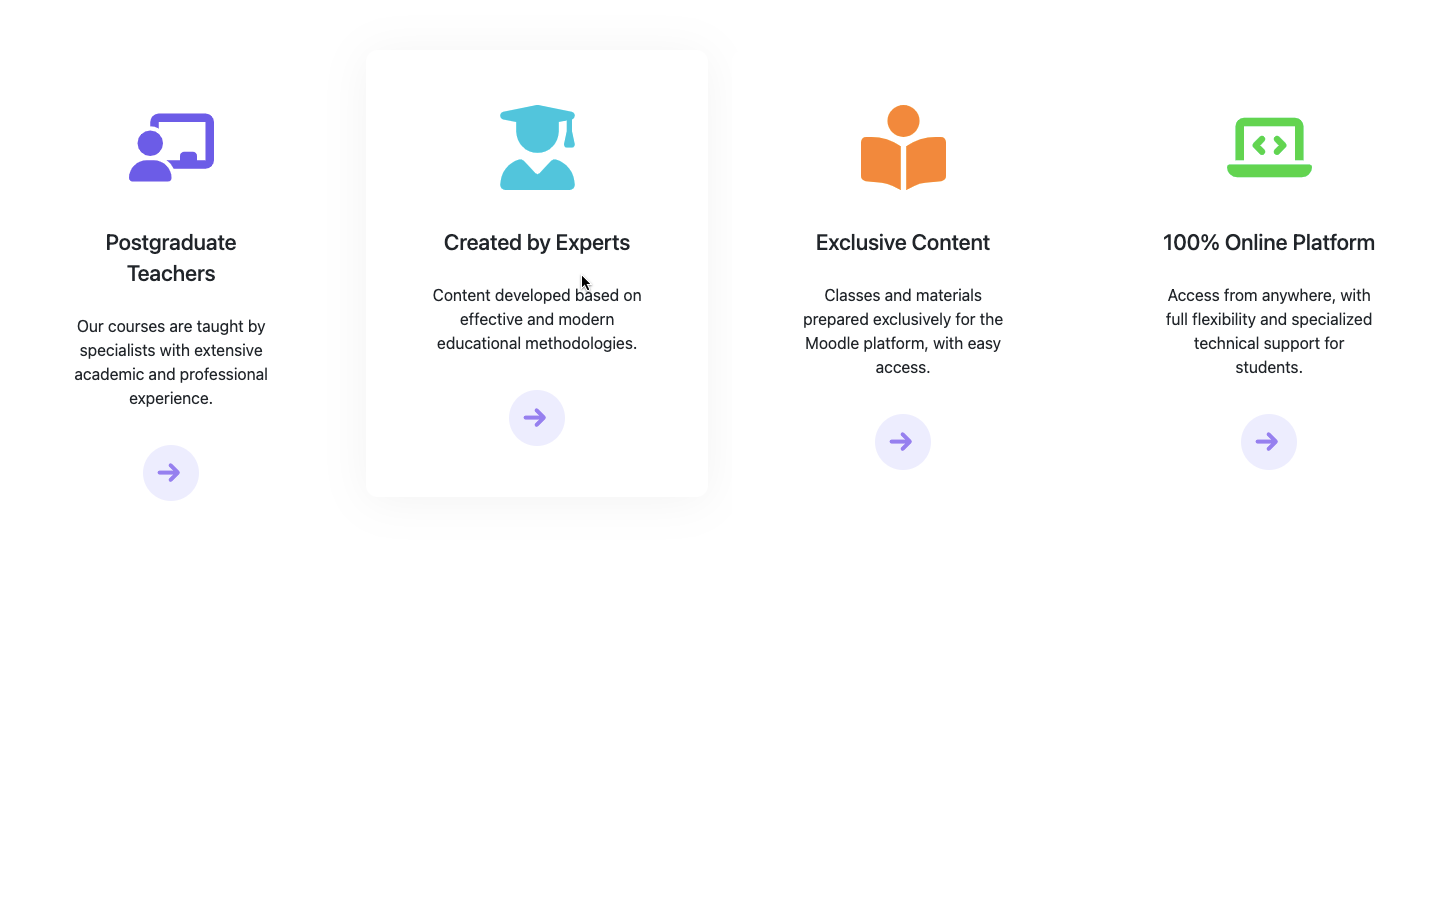 Postgraduate
Teachers
Our courses are taught by
specialists with extensive
academic and professional
experience.
Created by Experts
Content developed based on
effective and modern
educational methodologies.
Exclusive Content
Classes and materials
prepared exclusively for the
Moodle platform, with easy
access.
100% Online Platform
Access from anywhere, with
full flexibility and specialized
technical support for
students.